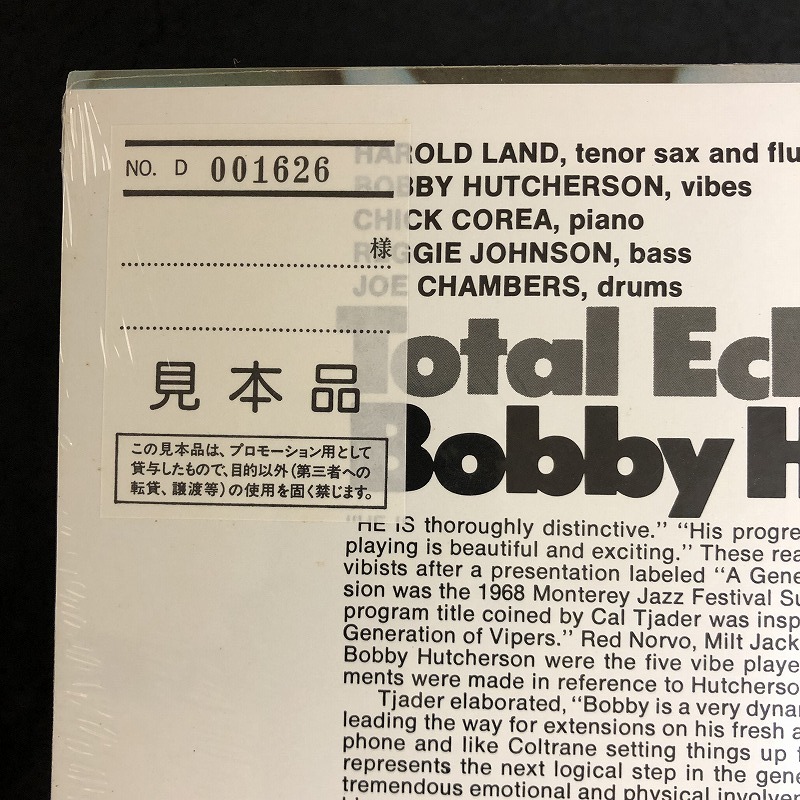 NO. D 001626
様
見本品
この見本品は、プロモーション用として
貸与したもので、目的以外(第三者への
転貸、譲渡等)の使用を固く禁じます。
HAROLD LAND, tenor sax and flu
BOBBY HUTCHERSON, vibes
CHICK COREA, piano
REGGIE JOHNSON, bass
JOE CHAMBERS, drums
Total Ecl
Bobby H
"HE IS thoroughly distinctive." "His progre
playing is beautiful and exciting." These rea
vibists after a presentation labeled "A Gene
sion was the 1968 Monterey Jazz Festival Su
program title coined by Cal Tjader was insp
Generation of Vipers." Red Norvo, Milt Jack
Bobby Hutcherson were the five vibe playe
ments were made in reference to Hutcherso
Tjader elaborated, "Bobby is a very dynam
leading the way for extensions on his fresh a
phone and like Coltrane setting things up f
represents the next logical step in the gene
tremendous emotional and physical involve